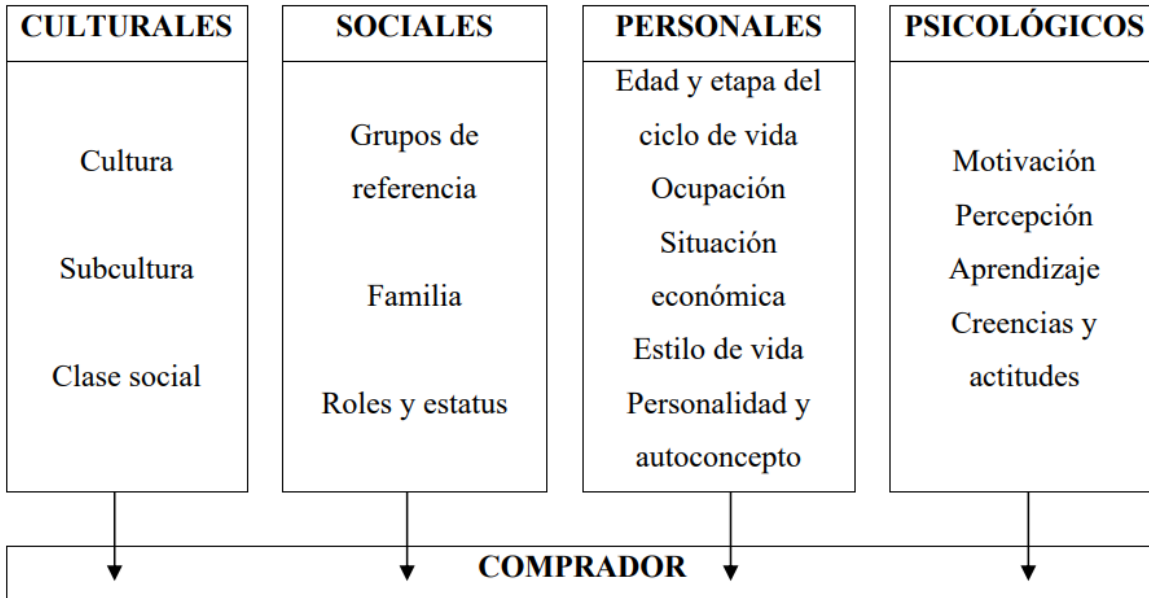 CULTURALES
Cultura
Subcultura
Clase social
SOCIALES
Grupos de
referencia
Familia
Roles y estatus
PERSONALES
Edad y etapa del
ciclo de vida
Ocupación
Situación
económica
Estilo de vida
Personalidad y
autoconcepto
PSICOLÓGICOS
Motivación
Percepción
Aprendizaje
Creencias y
actitudes
COMPRADOR